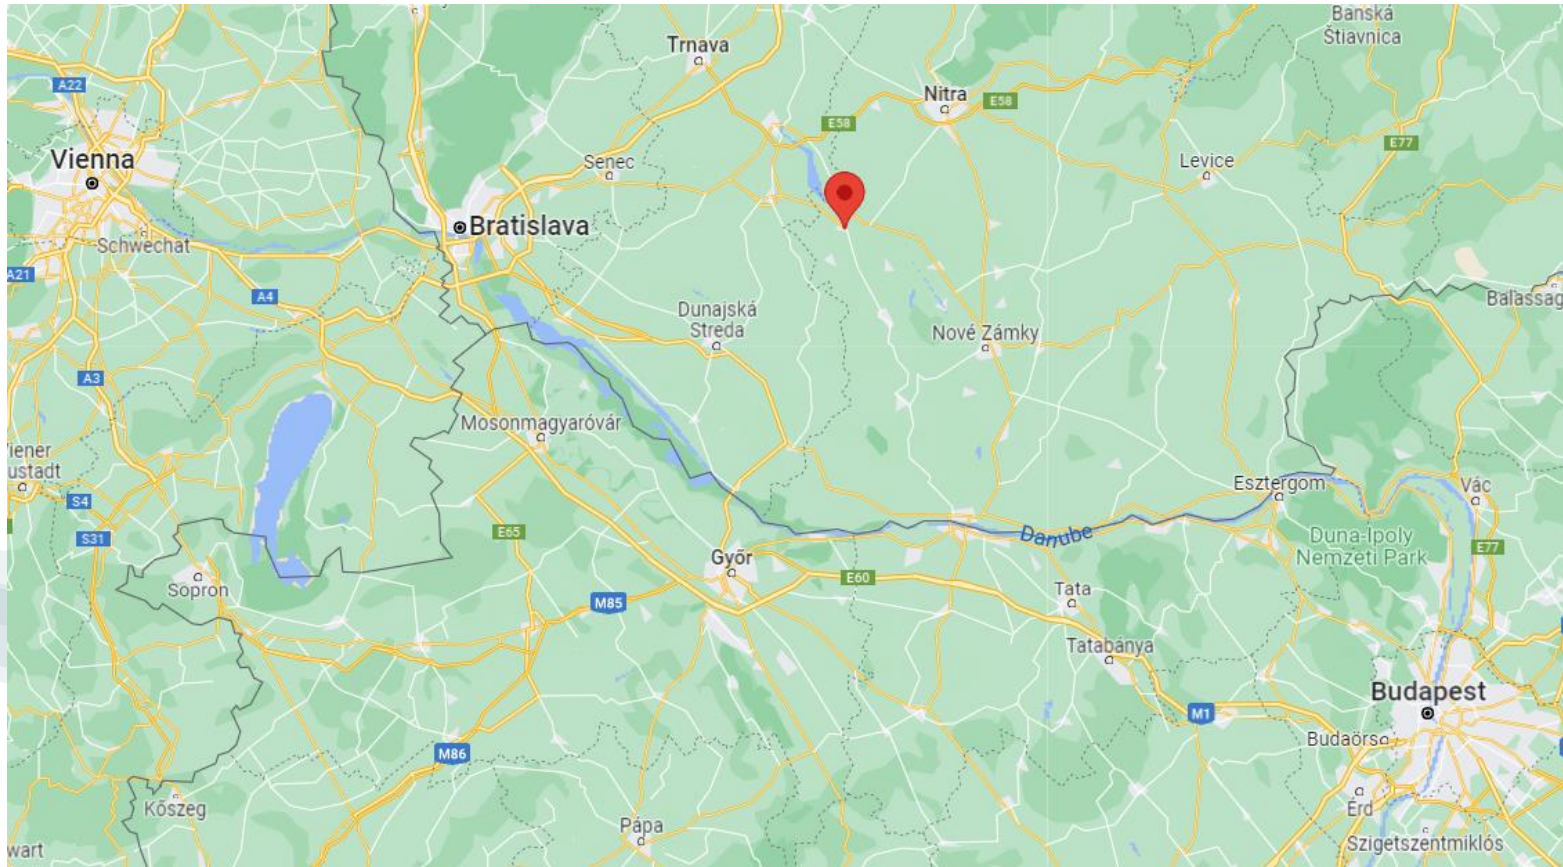 Banská
Štiavnica
Trnava
A22
Nitra
E58
E58
E77
Vienna
Senec
Levice
Bratislava
Schwechat
A21
A4
Balassag
Dunajská
Streda
Nové Zámky
A3
Mosonmagyaróvár
iener
ustadt
S4
Esztergom
Vác
S31
E65
Danube
Duna-Ipoly
Nemzeti Park
E77
Győr
E60
Sopron
M85
Tata
Tatabánya
Budapest
M1
M86
Budaörs
Kőszeg
Érd
Pápa
Szigetszentmiklós
wart